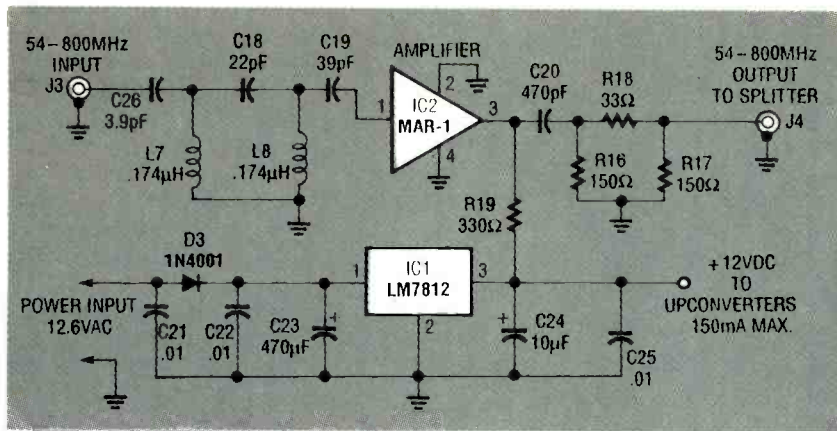 54–800MHz
INPUT
J3
C26
3.9pF
C18
22pF
C19
39pF
L7
.174µH
L8
.174µH
AMPLIFIER
1
2
IC2
MAR-1
3
4
C20
470pF
R18
33Ω
54–800MHz
OUTPUT
TO SPLITTER
J4
R16
150Ω
R17
150Ω
R19
330Ω
D3
1N4001
POWER INPUT
12.6VAC
C21
.01
C22
.01
C23
470µF
+
1
IC1
LM7812
3
2
+
C24
10µF
C25
.01
+12VDC
TO
UPCONVERTERS
150mA MAX.